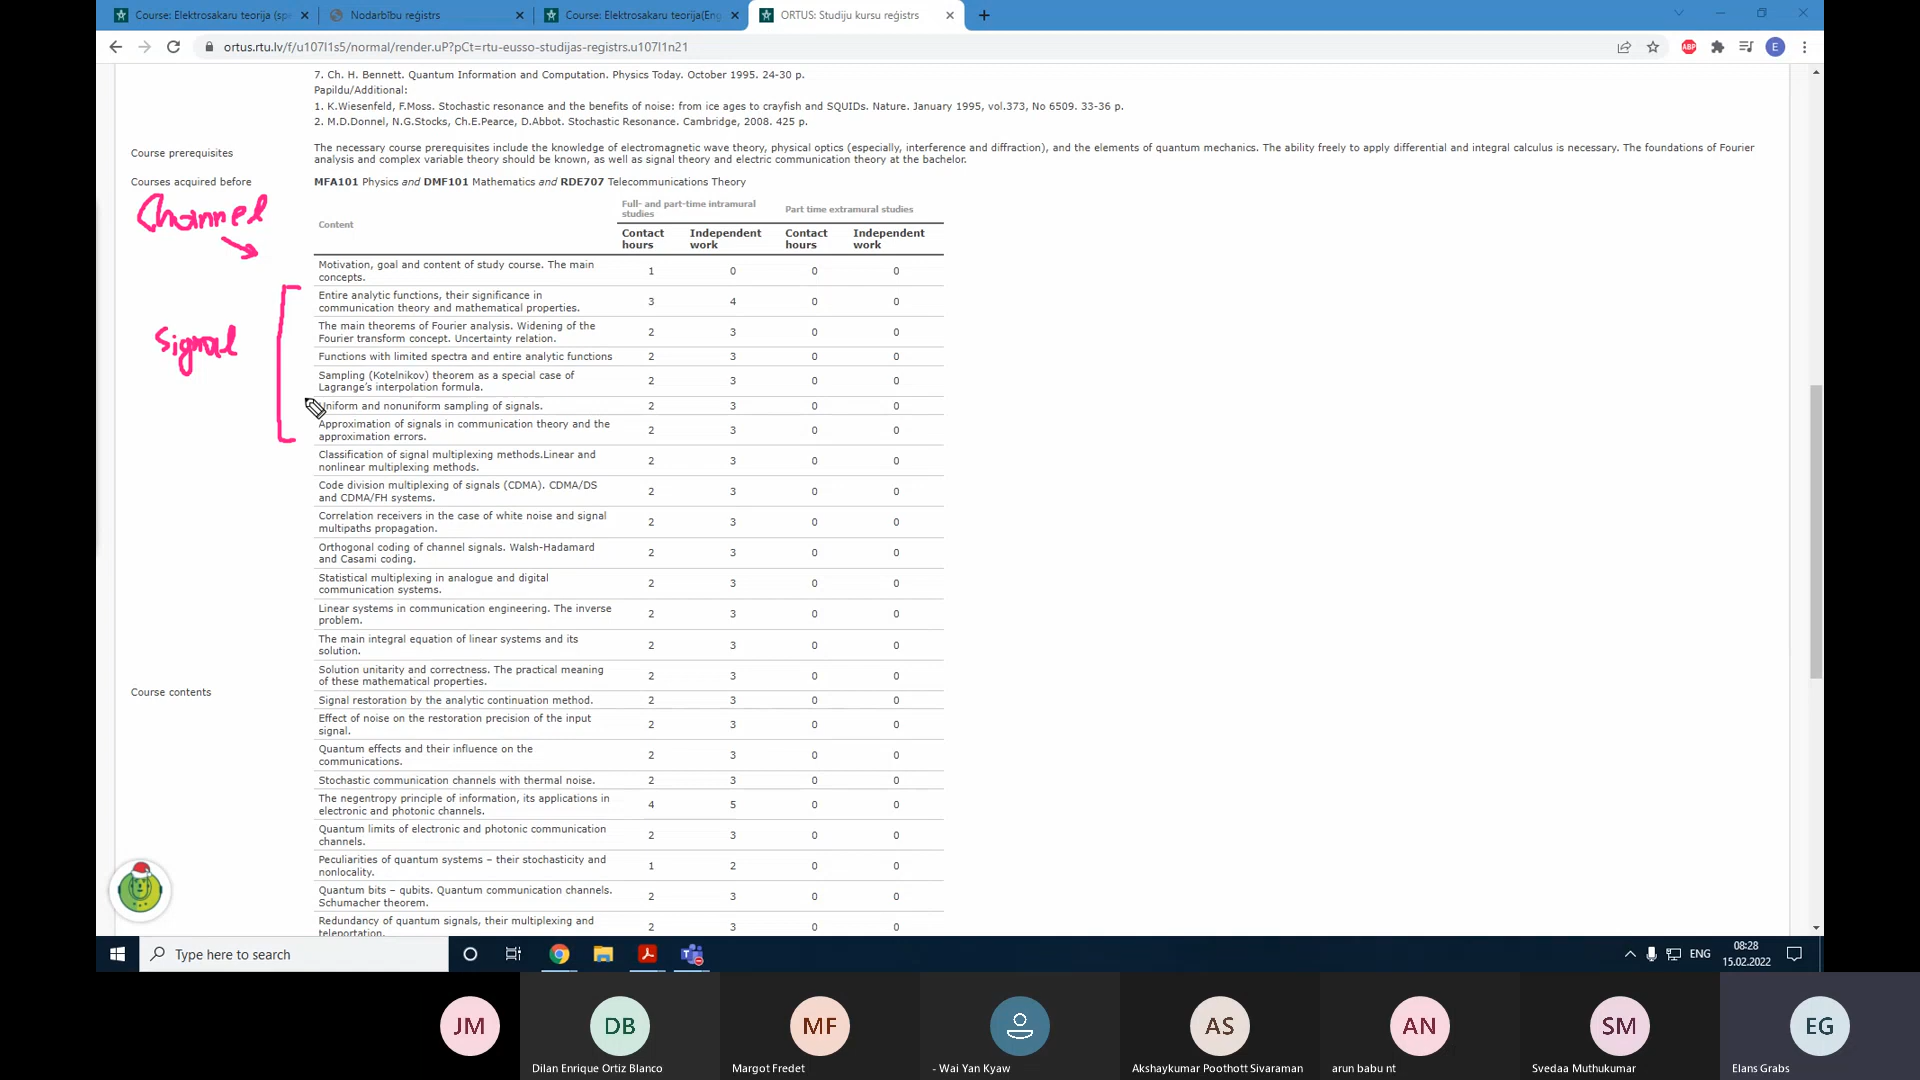 Course: Elektrosakaru teorija (spe
Nodarbību reģistrs
Course: Elektrosakaru teorija(Eng
ORTUS: Studiju kursu reģistrs
ortus.rtu.lv/f/u107l1s5/normal/render.uP?pCt=rtu-eusso-studijas-registrs.u107l1n21
ABP
E
7. Ch. H. Bennett. Quantum Information and Computation. Physics Today. October 1995. 24-30 p.
Papildu/Additional:
1. K.Wiesenfeld, F.Moss. Stochastic resonance and the benefits of noise: from ice ages to crayfish and SQUIDs. Nature. January 1995, vol.373, No 6509. 33-36 p.
2. M.D.Donnel, N.G.Stocks, Ch.E.Pearce, D.Abbot. Stochastic Resonance. Cambridge, 2008. 425 p.
Course prerequisites
The necessary course prerequisites include the knowledge of electromagnetic wave theory, physical optics (especially, interference and diffraction), and the elements of quantum mechanics. The ability freely to apply differential and integral calculus is necessary. The foundations of Fourier
analysis and complex variable theory should be known, as well as signal theory and electric communication theory at the bachelor.
Courses acquired before
MFA101 Physics and DMF101 Mathematics and RDE707 Telecommunications Theory
Channel
Signal
Course contents
Content
Full- and part-time intramural
studies
Part time extramural studies
Contact
hours
Independent
work
Contact
hours
Independent
work
Motivation, goal and content of study course. The main
concepts. 1 0 0 0
Entire analytic functions, their significance in
communication theory and mathematical properties. 3 4 0 0
The main theorems of Fourier analysis. Widening of the
Fourier transform concept. Uncertainty relation. 2 3 0 0
Functions with limited spectra and entire analytic functions 2 3 0 0
Sampling (Kotelnikov) theorem as a special case of
Lagrange's interpolation formula. 2 3 0 0
Uniform and nonuniform sampling of signals. 2 3 0 0
Approximation of signals in communication theory and the
approximation errors. 2 3 0 0
Classification of signal multiplexing methods.Linear and
nonlinear multiplexing methods. 2 3 0 0
Code division multiplexing of signals (CDMA). CDMA/DS
and CDMA/FH systems. 2 3 0 0
Correlation receivers in the case of white noise and signal
multipaths propagation. 2 3 0 0
Orthogonal coding of channel signals. Walsh-Hadamard
and Casami coding. 2 3 0 0
Statistical multiplexing in analogue and digital
communication systems. 2 3 0 0
Linear systems in communication engineering. The inverse
problem. 2 3 0 0
The main integral equation of linear systems and its
solution. 2 3 0 0
Solution unitarity and correctness. The practical meaning
of these mathematical properties. 2 3 0 0
Signal restoration by the analytic continuation method. 2 3 0 0
Effect of noise on the restoration precision of the input
signal. 2 3 0 0
Quantum effects and their influence on the
communications. 2 3 0 0
Stochastic communication channels with thermal noise. 2 3 0 0
The negentropy principle of information, its applications in
electronic and photonic channels. 4 5 0 0
Quantum limits of electronic and photonic communication
channels. 2 3 0 0
Peculiarities of quantum systems – their stochasticity and
nonlocality. 1 2 0 0
Quantum bits – qubits. Quantum communication channels.
Schumacher theorem. 2 3 0 0
Redundancy of quantum signals, their multiplexing and
teleportation. 2 3 0 0
Type here to search
ENG
08:28
15.02.2022
JM
DB
MF
AS
AN
SM
EG
Dilan Enrique Ortiz Blanco
Margot Fredet
- Wai Yan Kyaw
Akshaykumar Poothott Sivaraman
arun babu nt
Svedaa Muthukumar
Elans Grabs